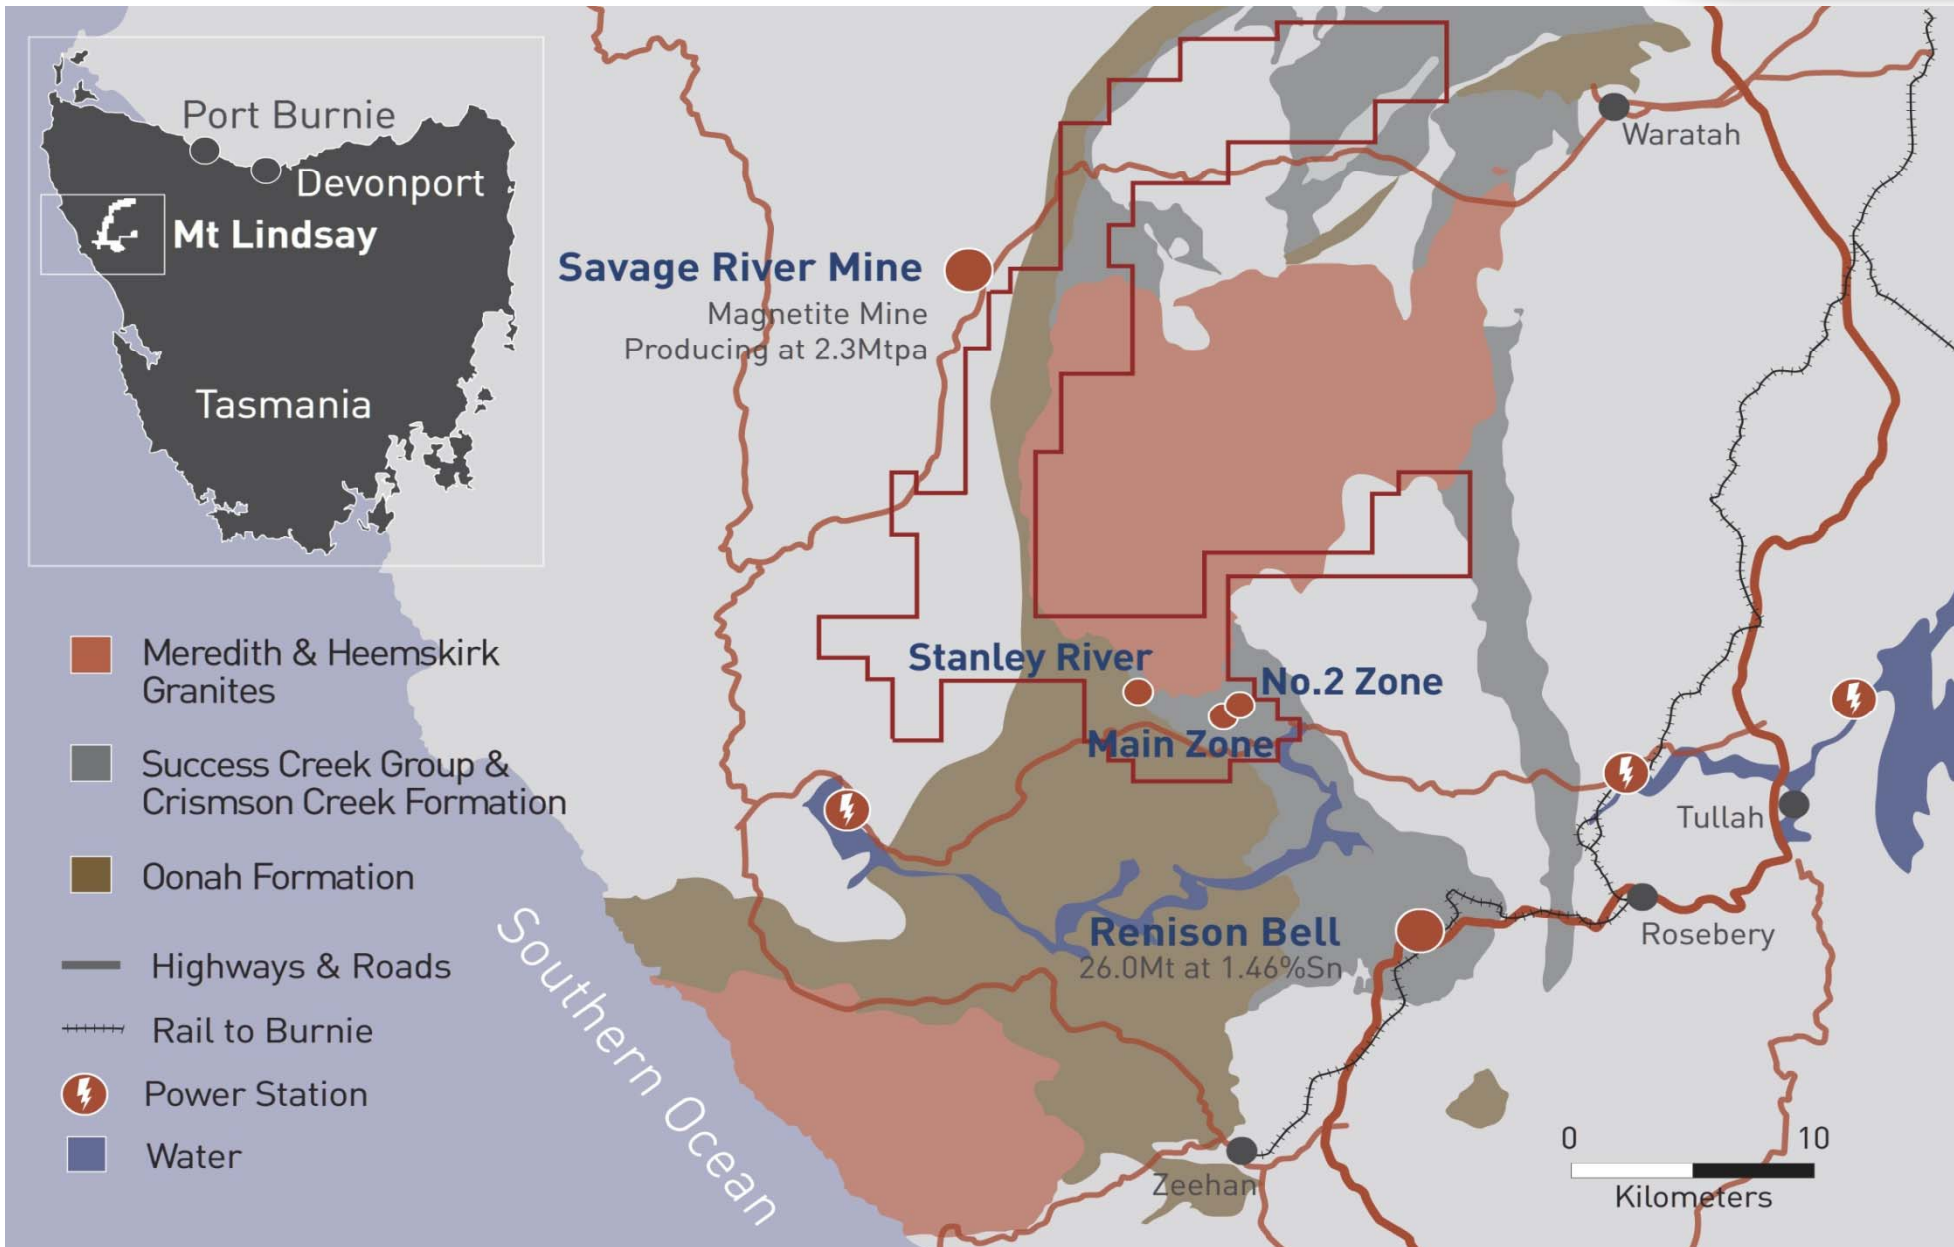 Port Burnie
Devonport
Mt Lindsay
Tasmania
Waratah
Savage River Mine
Magnetite Mine
Producing at 2.3Mtpa
Stanley River
No.2 Zone
Main Zone
Tullah
Rosebery
Renison Bell
26.0Mt at 1.46%Sn
Zeehan
Southern Ocean
Meredith & Heemskirk
Granites
Success Creek Group &
Crismson Creek Formation
Oonah Formation
Highways & Roads
Rail to Burnie
Power Station
Water
0 10
Kilometers